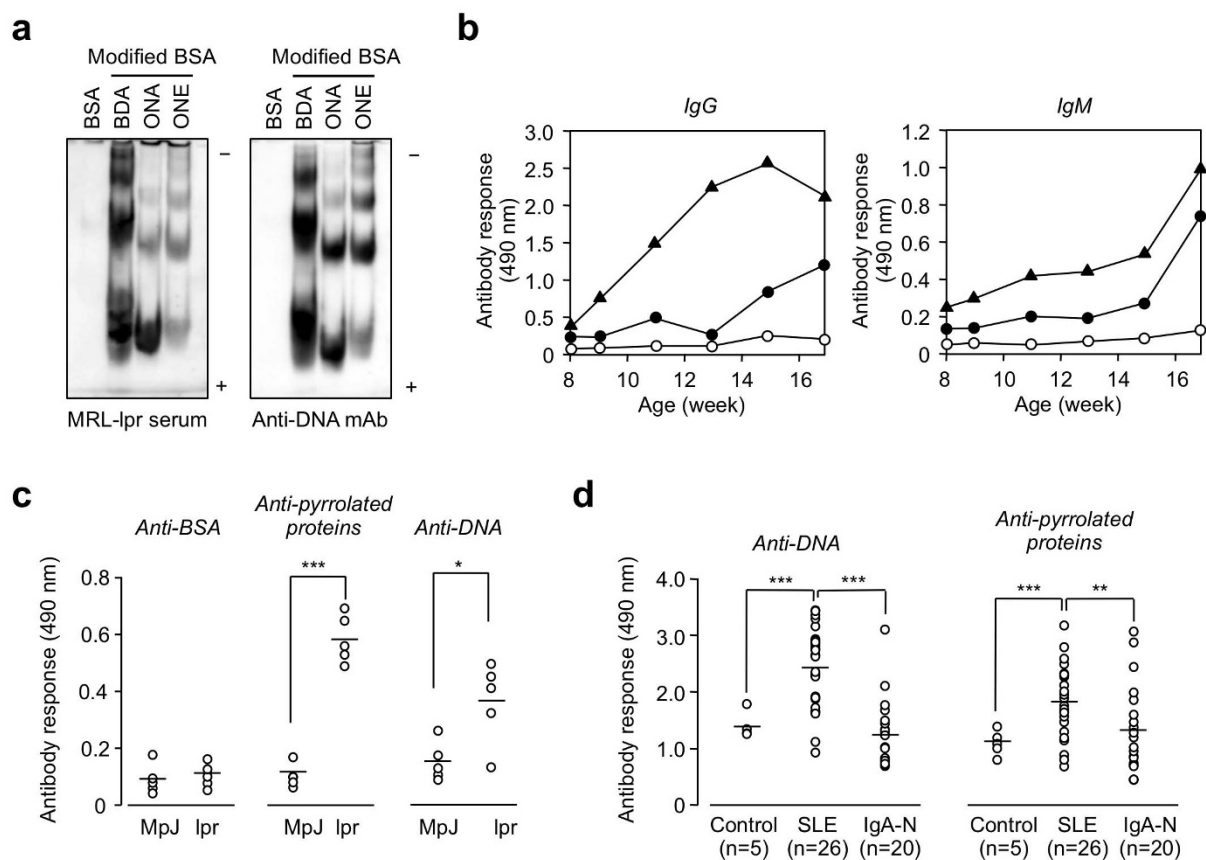 a
Modified BSA
Modified BSA
BSA
BDA
ONA
ONE
BSA
BDA
ONA
ONE
–
–
+
+
MRL-lpr serum
Anti-DNA mAb
b
IgG
IgM
Antibody response
(490 nm)
3.0
2.5
2.0
1.5
1.0
0.5
0
8 10 12 14 16
Age (week)
Antibody response
(490 nm)
1.2
1.0
0.8
0.6
0.4
0.2
0
8 10 12 14 16
Age (week)
c
Anti-BSA
Anti-pyrrolated
proteins
Anti-DNA
***
*
Antibody response (490 nm)
0.8
0.6
0.4
0.2
0
MpJ lpr
MpJ lpr
MpJ lpr
d
Anti-DNA
Anti-pyrrolated
proteins
*** ***
*** **
Antibody response (490 nm)
4.0
3.0
2.0
1.0
0
Control SLE IgA-N
(n=5) (n=26) (n=20)
Control SLE IgA-N
(n=5) (n=26) (n=20)